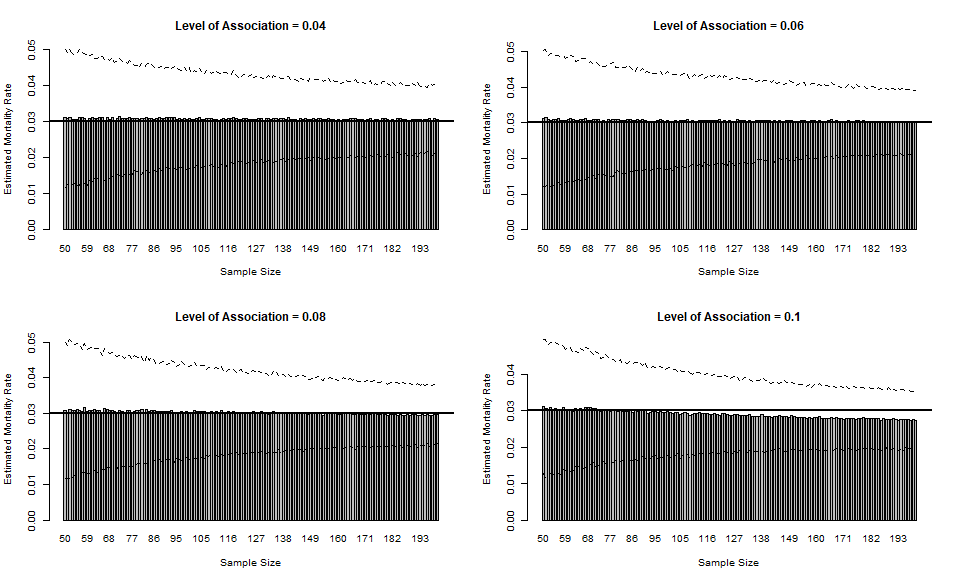 Level of Association = 0.04
Estimated Mortality Rate
0.05
0.04
0.03
0.02
0.01
0.00
50 59 68 77 86 95 105 116 127 138 149 160 171 182 193
Sample Size
Level of Association = 0.06
Estimated Mortality Rate
0.05
0.04
0.03
0.02
0.01
0.00
50 59 68 77 86 95 105 116 127 138 149 160 171 182 193
Sample Size
Level of Association = 0.08
Estimated Mortality Rate
0.05
0.04
0.03
0.02
0.01
0.00
50 59 68 77 86 95 105 116 127 138 149 160 171 182 193
Sample Size
Level of Association = 0.1
Estimated Mortality Rate
0.04
0.03
0.02
0.01
0.00
50 59 68 77 86 95 105 116 127 138 149 160 171 182 193
Sample Size